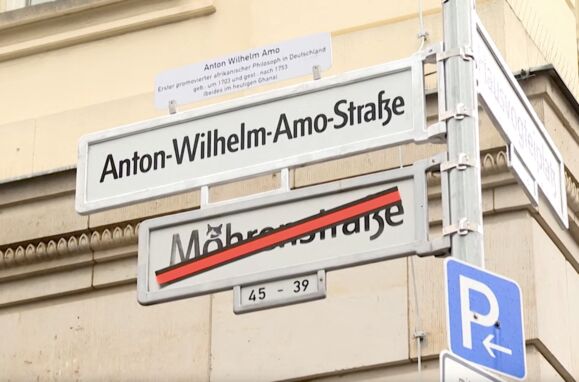 Anton Wilhelm Amo
Erster promovierter afrikanischer Philosoph in Deutschland
geb. um 1703 und gest. nach 1753
(beides im heutigen Ghana)
Anton-Wilhelm-Amo-Straße
Möhrenstraße
45 - 39
P